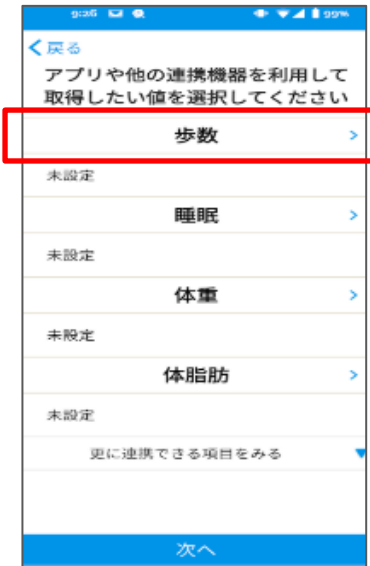 9:26 99%
戻る
アプリや他の連携機器を利用して
取得したい値を選択してください
歩数
未設定
睡眠
未設定
体重
未設定
体脂肪
未設定
更に連携できる項目をみる
次へ